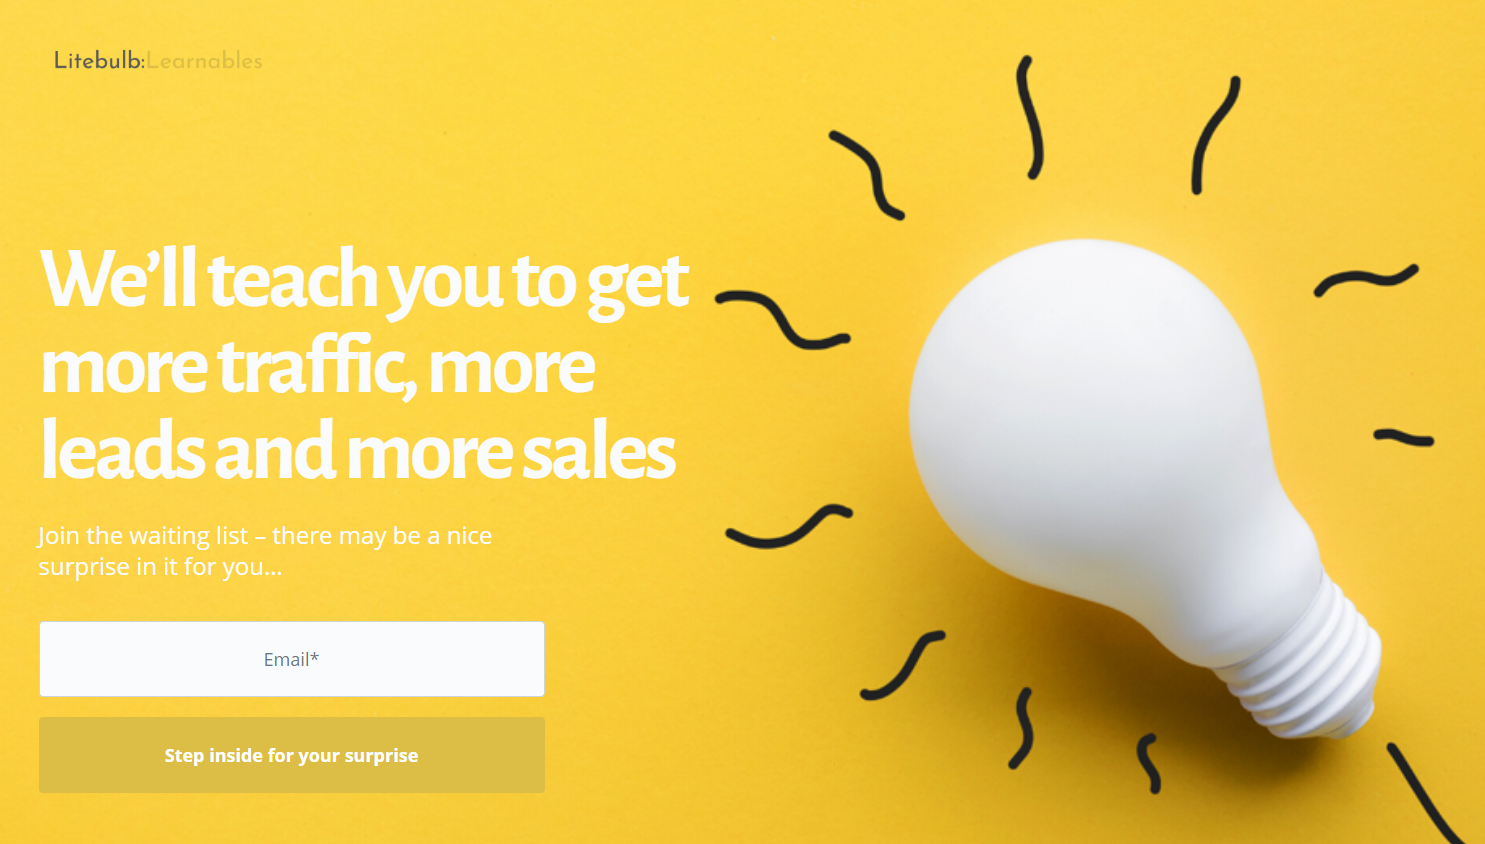 Litebulb:Learnables
We’ll teach you to get
more traffic, more
leads and more sales
Join the waiting list – there may be a nice
surprise in it for you...
Email*
Step inside for your surprise